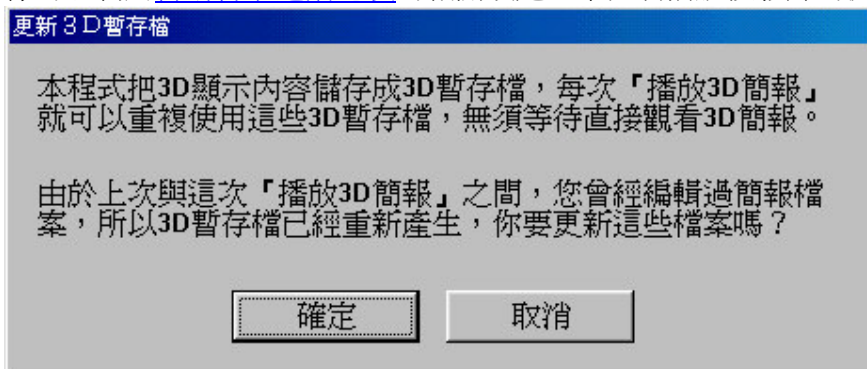 更新３Ｄ暫存檔
本程式把3D顯示內容儲存成3D暫存檔，每次『播放3D簡報』
就可以重複使用這些3D暫存檔，無須等待直接觀看3D簡報。
由於上次與這次『播放3D簡報』之間，您曾經編輯過簡報檔
案，所以3D暫存檔已經重新產生，你要更新這些檔案嗎？
確定
取消